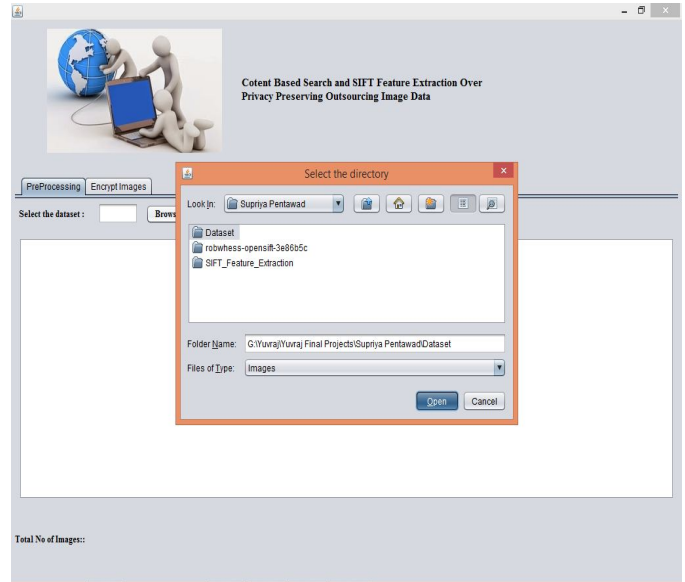 Cotent Based Search and SIFT Feature Extraction Over
Privacy Preserving Outsourcing Image Data
PreProcessing
Encrypt Images
Select the dataset :
Brows
Select the directory
Look In:
Supriya Pentawad
Dataset
robwhess-opensift-3e86b5c
SIFT_Feature_Extraction
Folder Name:
G:\Yuvraj\Yuvraj Final Projects\Supriya Pentawad\Dataset
Files of Type:
Images
Open
Cancel
Total No of Images::